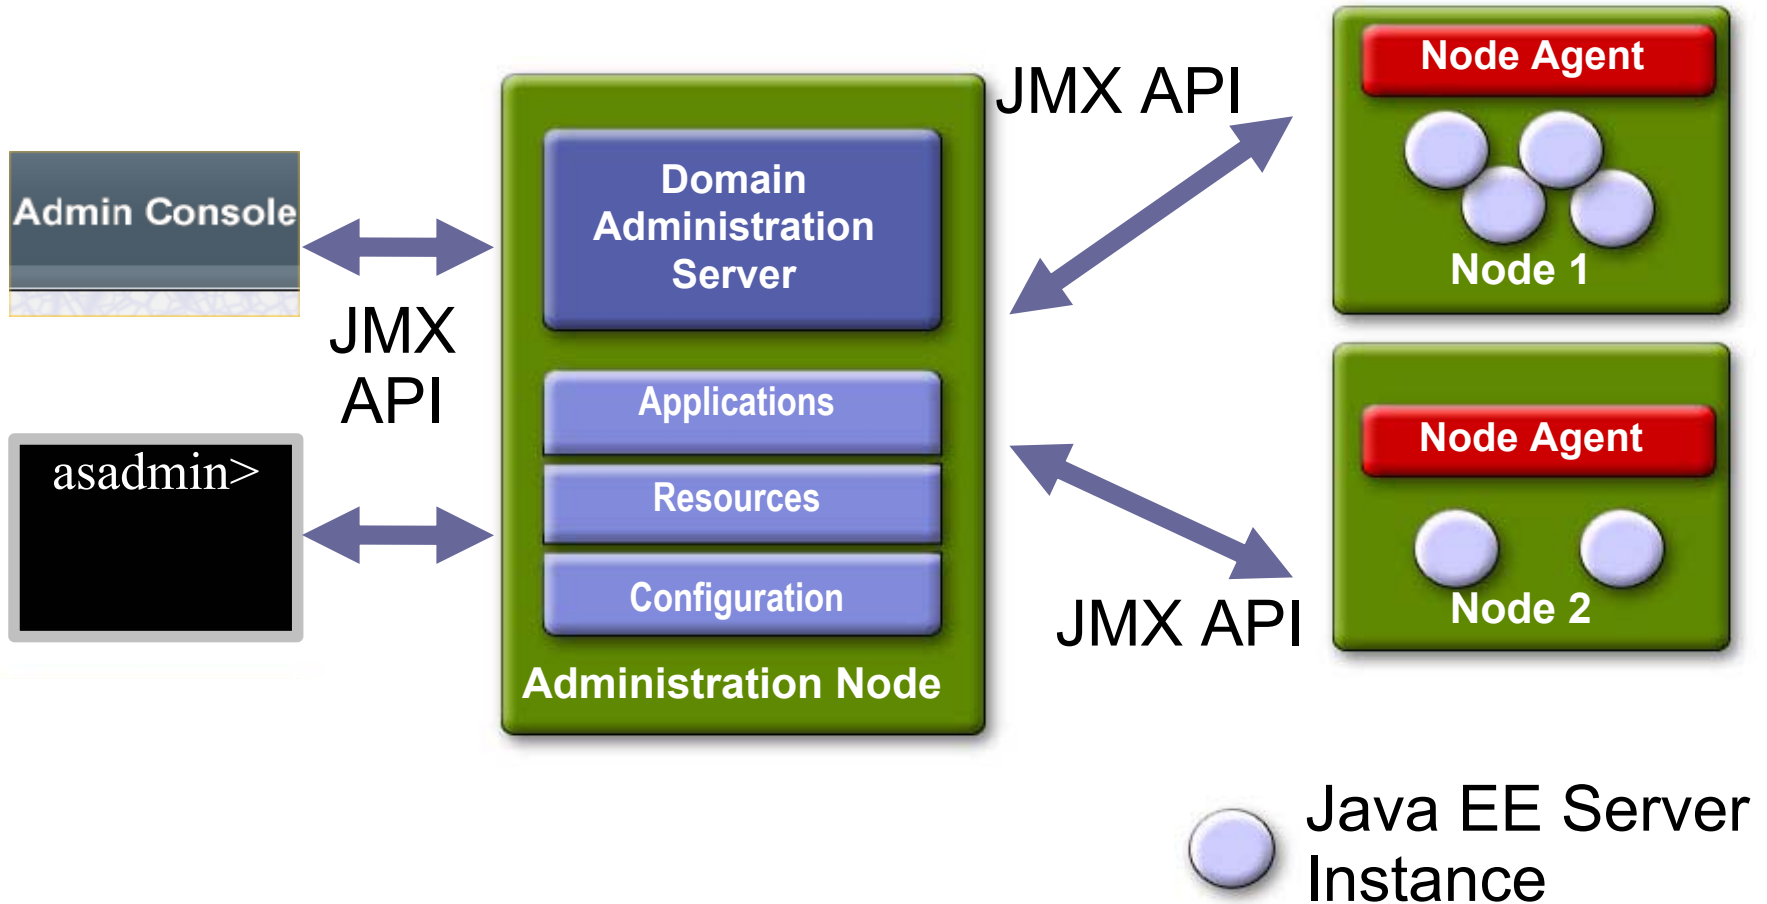 Admin Console
JMX
API
asadmin>
Domain
Administration
Server
Applications
Resources
Configuration
Administration Node
JMX API
JMX API
Node Agent
Node 1
Node Agent
Node 2
Java EE Server
Instance